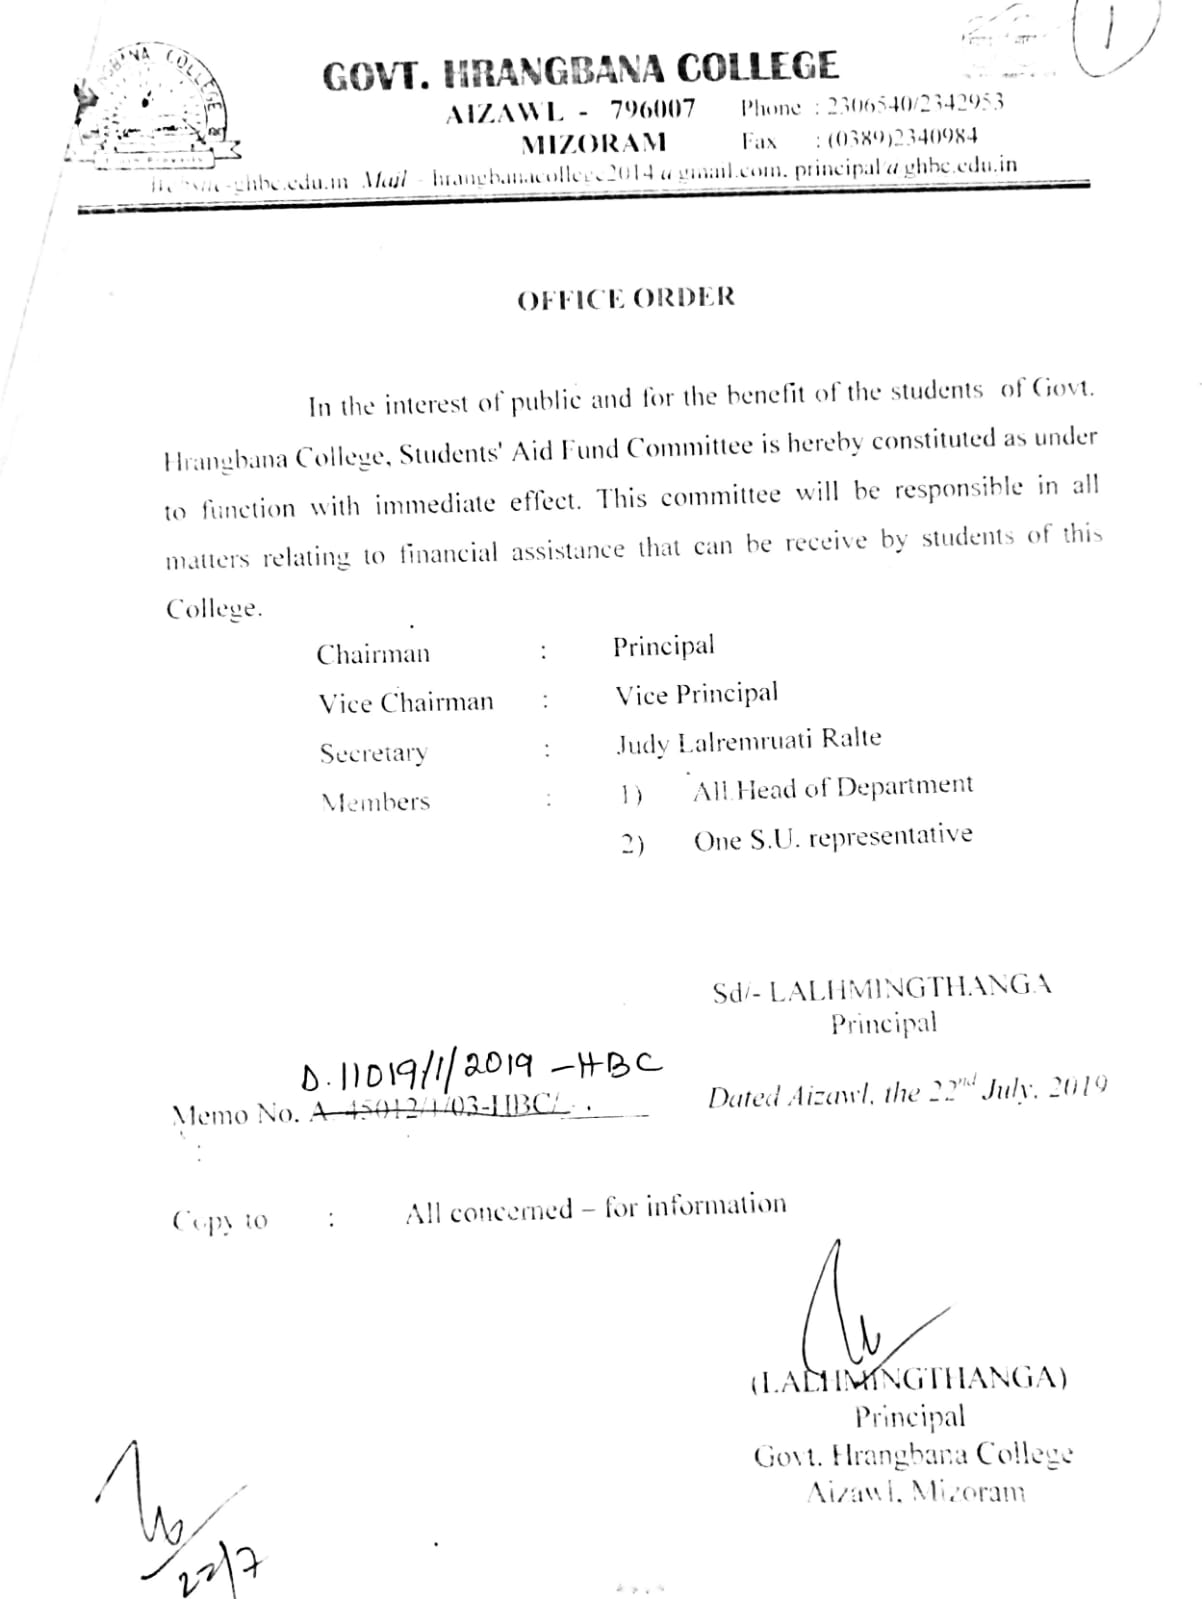 1
GOVT. HRANGBANA COLLEGE
AIZAWL - 796007 Phone : 2306540/2342953
MIZORAM Fax : (0389)2340984
ghbc.edu.in Mail - hrangbanacollege2014@gmail.com, principal@ghbc.edu.in
OFFICE ORDER
In the interest of public and for the benefit of the students of Govt.
Hrangbana College, Students' Aid Fund Committee is hereby constituted as under
to function with immediate effect. This committee will be responsible in all
matters relating to financial assistance that can be receive by students of this
College.
Chairman : Principal
Vice Chairman : Vice Principal
Secretary : Judy Lalremruati Ralte
Members : 1) All Head of Department
2) One S.U. representative
Sd/- LALHMINGTHANGA
Principal
D.11019/1/2019-HBC
Memo No. A-45012/1/03-HBC/ Dated Aizawl, the 22nd July, 2019
Copy to : All concerned – for information
(LALHMINGTHANGA)
Principal
Govt. Hrangbana College
Aizawl, Mizoram
22/7